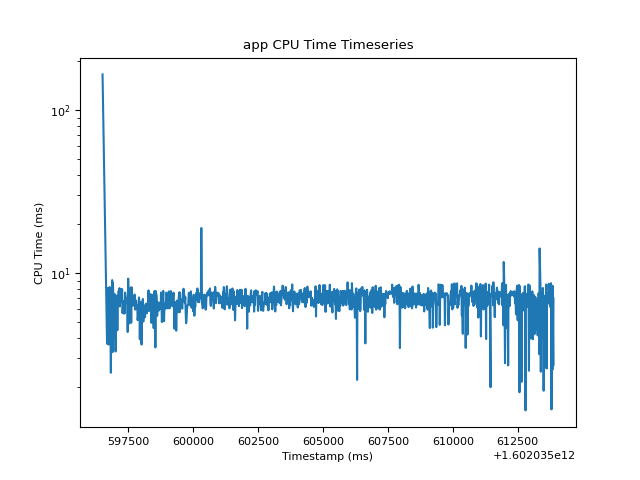 app CPU Time Timeseries
CPU Time (ms)
10²
10¹
597500 600000 602500 605000 607500 610000 612500
Timestamp (ms)
+1.602035e12